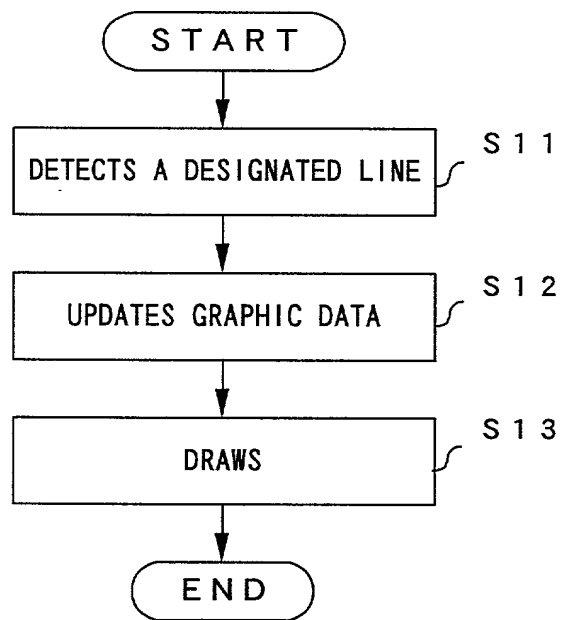 START
S11
DETECTS A DESIGNATED LINE
S12
UPDATES GRAPHIC DATA
S13
DRAWS
END